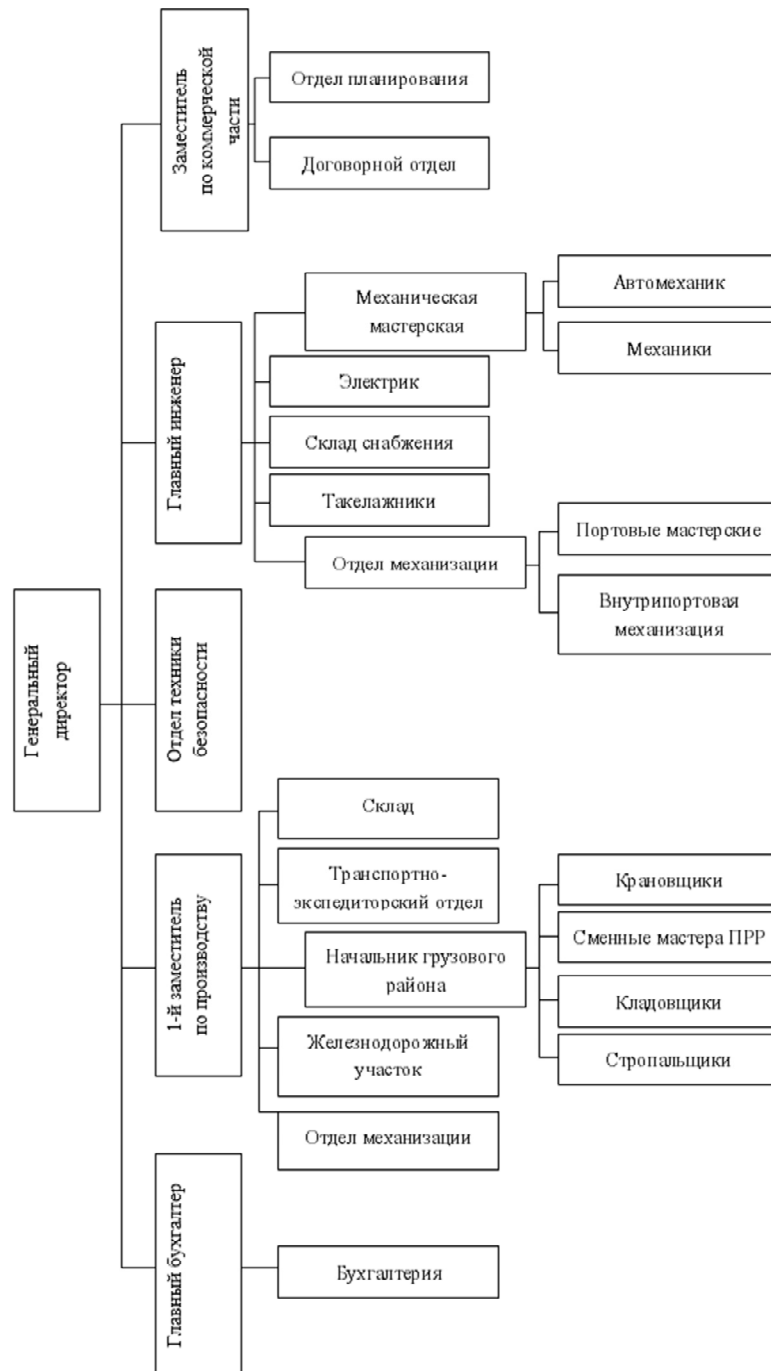 Генеральный
директор
Заместитель
по коммерческой
части
Отдел планирования
Договорной отдел
Главный инженер
Механическая
мастерская
Автомеханик
Механики
Электрик
Склад снабжения
Такелажники
Отдел механизации
Портовые мастерские
Внутрипортовая
механизация
Отдел техники
безопасности
1-й заместитель
по производству
Склад
Транспортно-
экспедиторский отдел
Начальник грузового
района
Крановщики
Сменные мастера ПРР
Кладовщики
Стропальщики
Железнодорожный
участок
Отдел механизации
Главный бухгалтер
Бухгалтерия